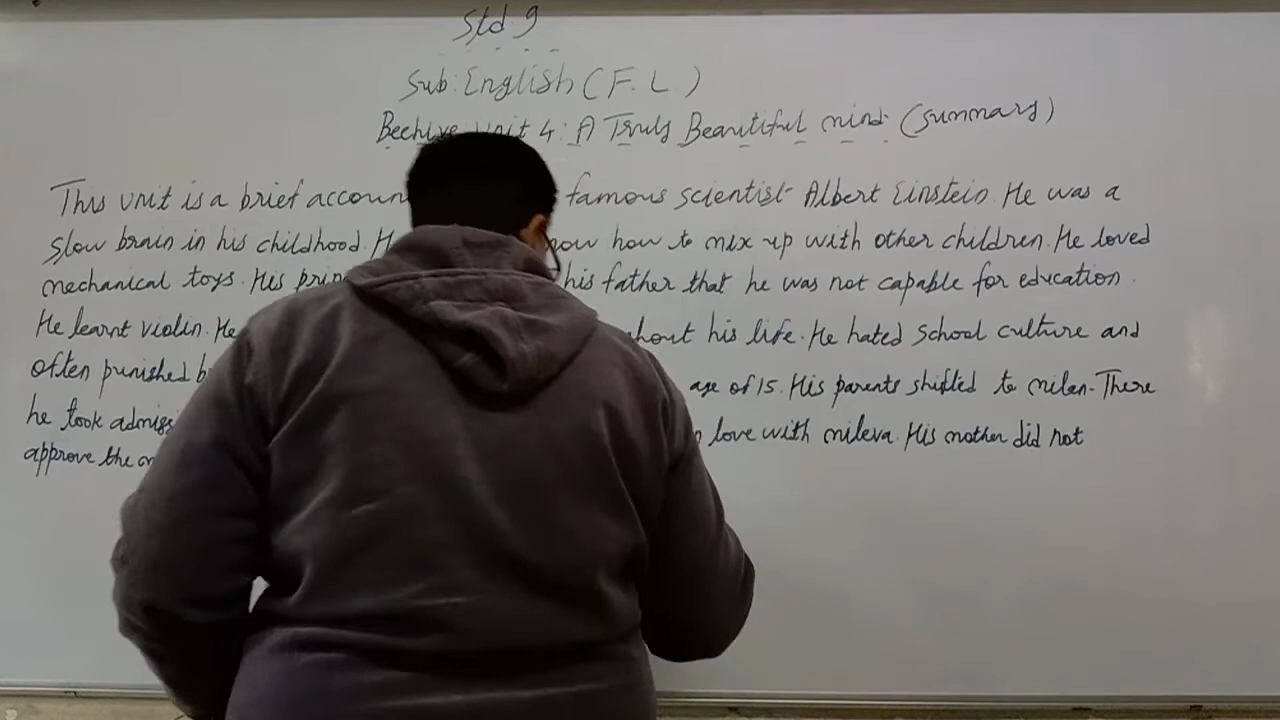 Std 9
Sub: English (F. L.)
Beehive Unit 4: A Truly Beautiful mind. (summary)
This unit is a brief accoun famous scientist Albert Einstein. He was a
slow brain in his childhood. H now how to mix up with other children. He loved
mechanical toys. His prin his father that he was not capable for education.
He learnt violin. He hout his life. He hated school culture and
often punished b age of 15. His parents shifted to milan. There
he took admiss love with mileva. His mother did not
approve the